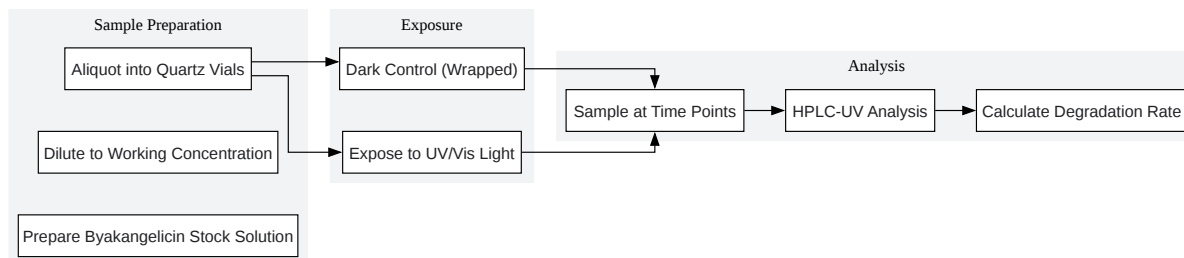 Sample Preparation
Aliquot into Quartz Vials
Dilute to Working Concentration
Prepare Byakangelicin Stock Solution
Exposure
Dark Control (Wrapped)
Expose to UV/Vis Light
Analysis
Sample at Time Points
HPLC-UV Analysis
Calculate Degradation Rate